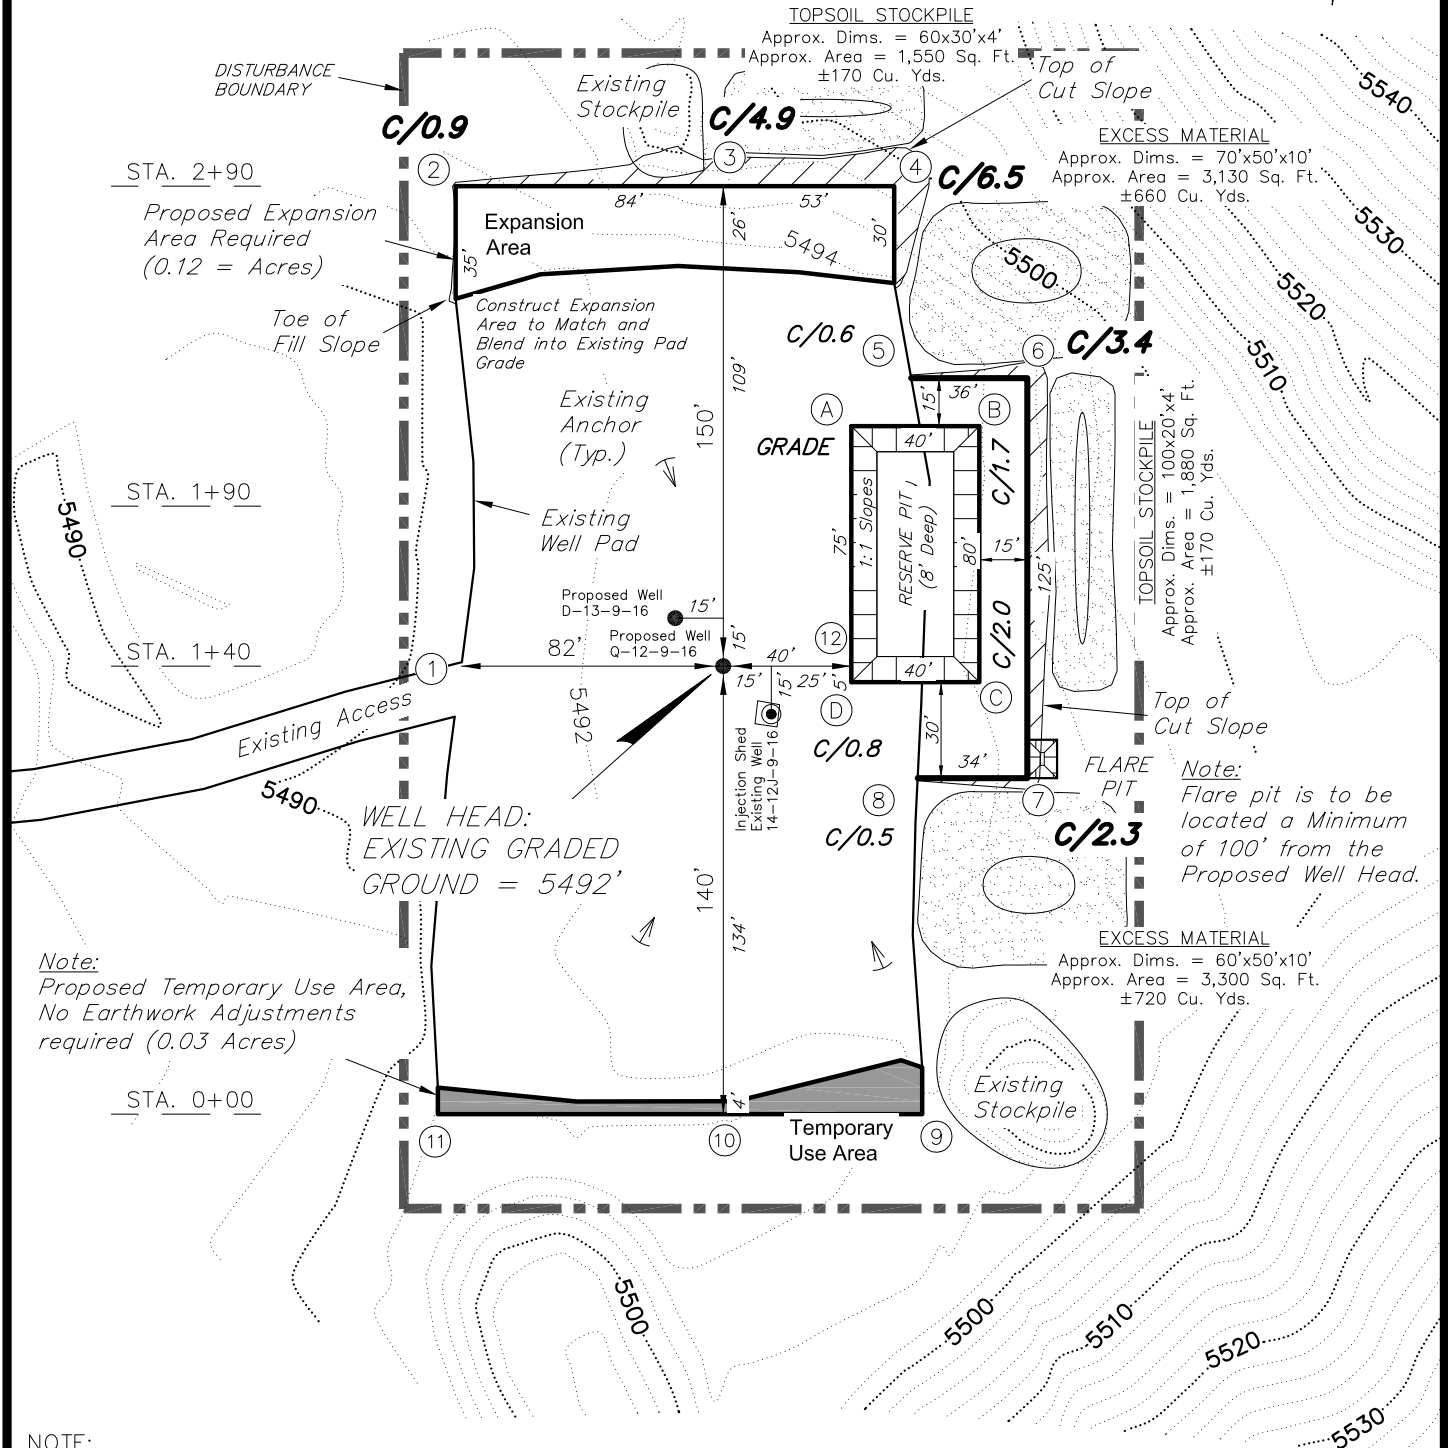 TOPSOIL STOCKPILE
Approx. Dims. = 60x30'x4'
Approx. Area = 1,550 Sq. Ft.
±170 Cu. Yds.
DISTURBANCE
BOUNDARY
Existing
Stockpile
Top of
Cut Slope
5540
C/0.9
C/4.9
EXCESS MATERIAL
Approx. Dims. = 70'x50'x10'
Approx. Area = 3,130 Sq. Ft.
±660 Cu. Yds.
STA. 2+90
2
3
4
C/6.5
84'
53'
Proposed Expansion
Area Required
(0.12 = Acres)
Expansion
Area
35'
26'
5494
30'
5500
5530
5520
5510
Toe of
Fill Slope
Construct Expansion
Area to Match and
Blend into Existing Pad
Grade
C/0.6
5
6
C/3.4
109'
150'
15'
36'
Existing
Anchor
(Typ.)
A
B
GRADE
40'
C/1.7
TOPSOIL STOCKPILE
Approx. Dims. = 100x20'x4'
Approx. Area = 1,880 Sq. Ft.
±170 Cu. Yds.
STA. 1+90
5490
Existing
Well Pad
75'
1:1 Slopes
RESERVE PIT
(8' Deep)
80'
15'
125'
Proposed Well
D-13-9-16
15'
Proposed Well
Q-12-9-16
15'
12
C/2.0
STA. 1+40
1
82'
40'
15'
15'
25'
5'
40'
D
C
Existing Access
5492
Injection Shed
Existing Well
14-12J-9-16
C/0.8
30'
34'
Top of
Cut Slope
FLARE
PIT
5490
8
7
C/0.5
C/2.3
Note:
Flare pit is to be
located a Minimum
of 100' from the
Proposed Well Head.
WELL HEAD:
EXISTING GRADED
GROUND = 5492'
140'
134'
EXCESS MATERIAL
Approx. Dims. = 60'x50'x10'
Approx. Area = 3,300 Sq. Ft.
±720 Cu. Yds.
Note:
Proposed Temporary Use Area,
No Earthwork Adjustments
required (0.03 Acres)
Existing
Stockpile
STA. 0+00
4'
11
10
9
Temporary
Use Area
5500
5500
5510
5520
5530
NOTE: